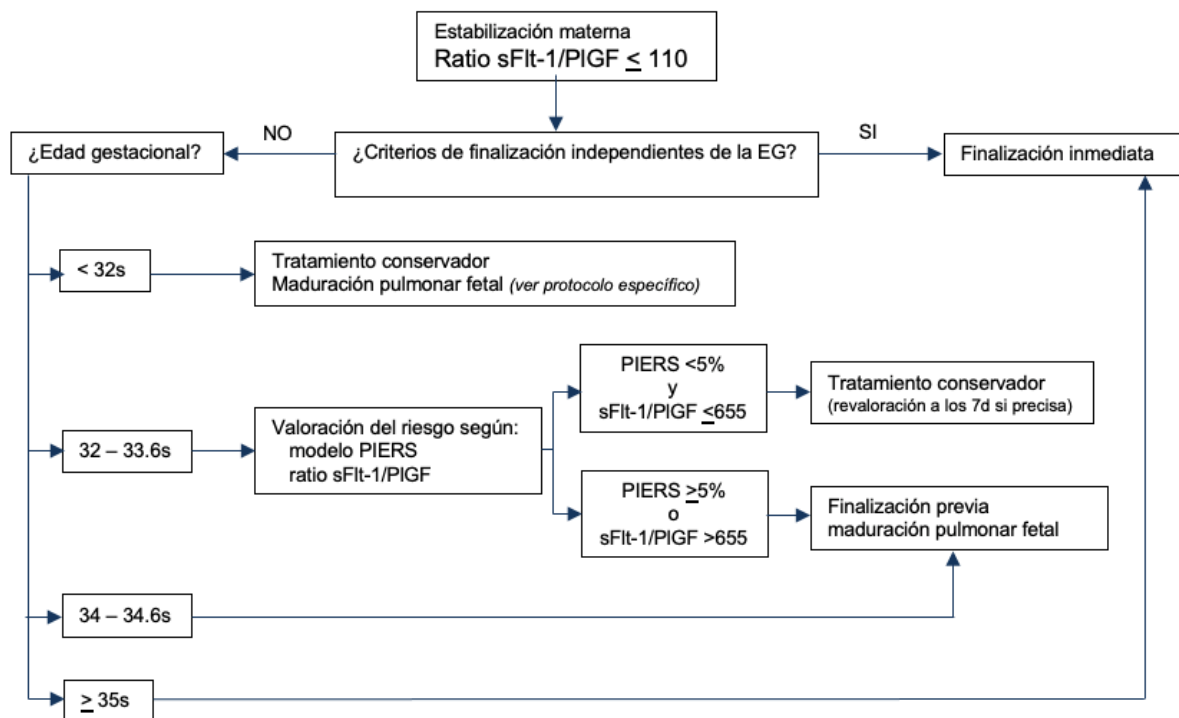 Estabilización materna
Ratio sFlt-1/PlGF ≤ 110
NO
SI
¿Edad gestacional?
¿Criterios de finalización independientes de la EG?
Finalización inmediata
< 32s
Tratamiento conservador
Maduración pulmonar fetal (ver protocolo específico)
32 – 33.6s
Valoración del riesgo según:
modelo PIERS
ratio sFlt-1/PlGF
PIERS <5%
y
sFlt-1/PlGF ≤655
Tratamiento conservador
(revaloración a los 7d si precisa)
PIERS ≥5%
o
sFlt-1/PlGF >655
Finalización previa
maduración pulmonar fetal
34 – 34.6s
≥ 35s